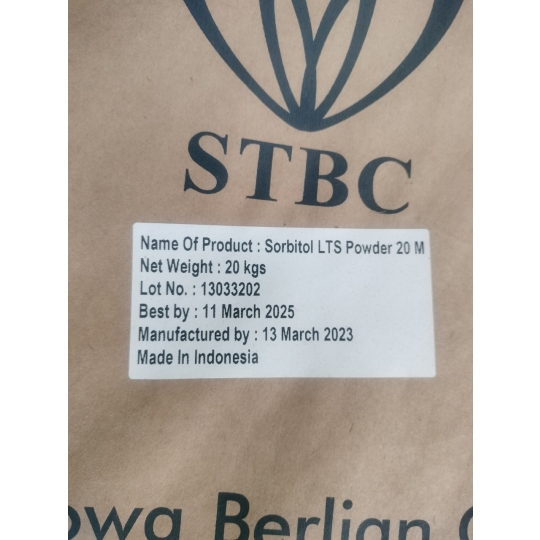 STBC
Name Of Product : Sorbitol LTS Powder 20 M
Net Weight : 20 kgs
Lot No. : 13033202
Best by : 11 March 2025
Manufactured by : 13 March 2023
Made In Indonesia
owa Berlian